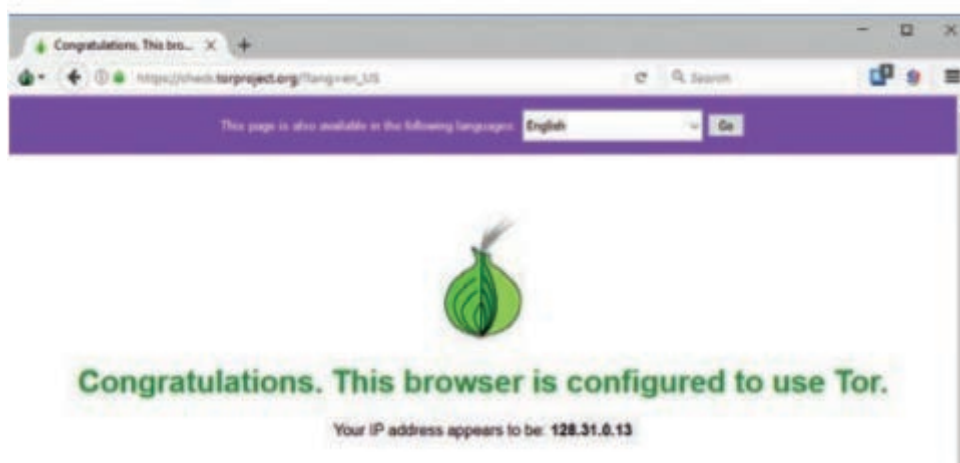 Congratulations. This bro...
https://check.torproject.org/?lang=en_US
Search
This page is also available in the following languages: English Go
Congratulations. This browser is configured to use Tor.
Your IP address appears to be: 128.31.0.13